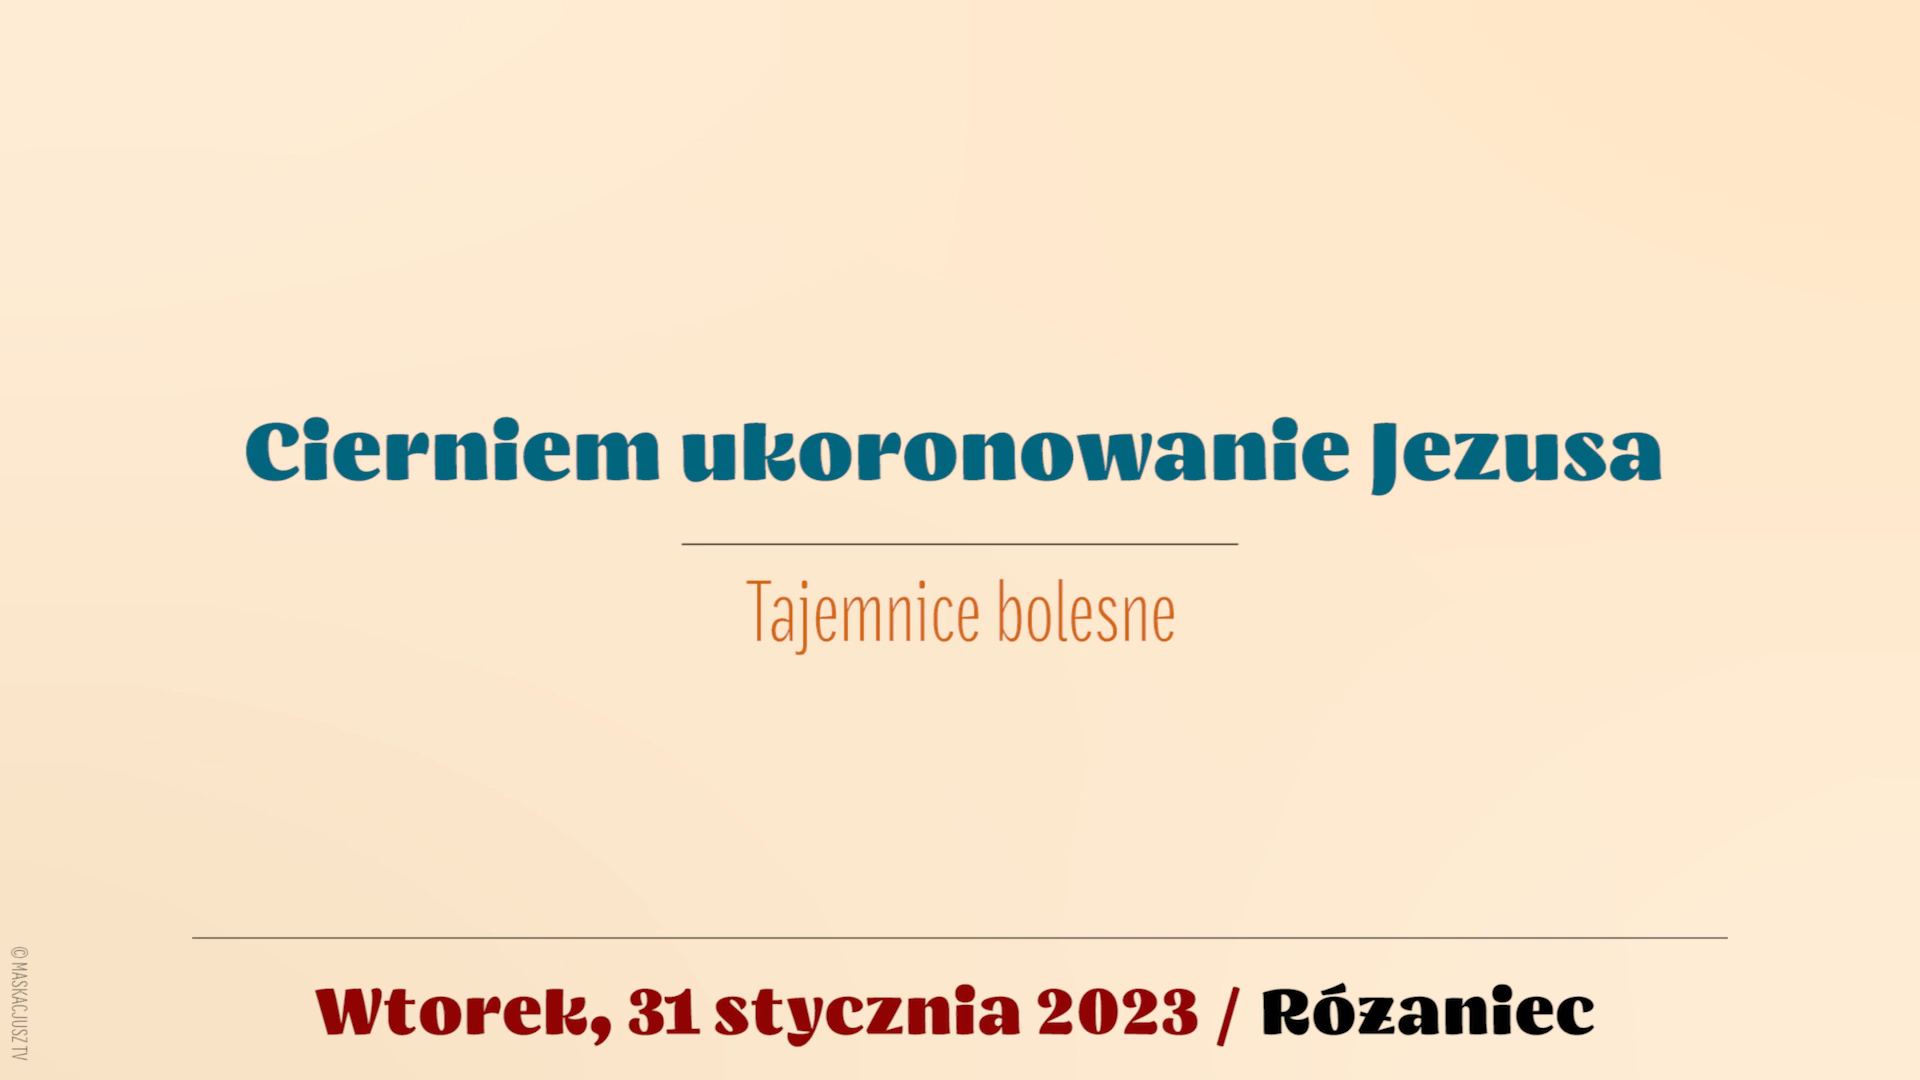 Cierniem ukoronowanie Jezusa
Tajemnice bolesne
Wtorek, 31 stycznia 2023 / Różaniec
© MASKACJUSZ TV